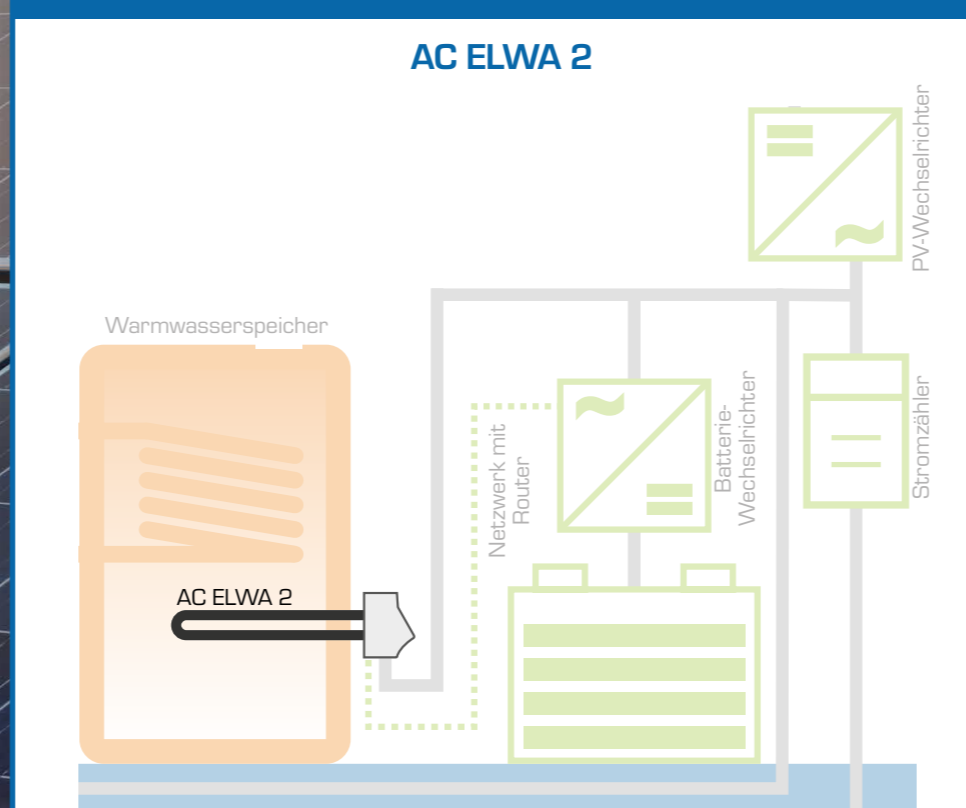 AC ELWA 2
PV-Wechselrichter
Warmwasserspeicher
Netzwerk mit
Router
Batterie-
Wechselrichter
Stromzähler
AC ELWA 2